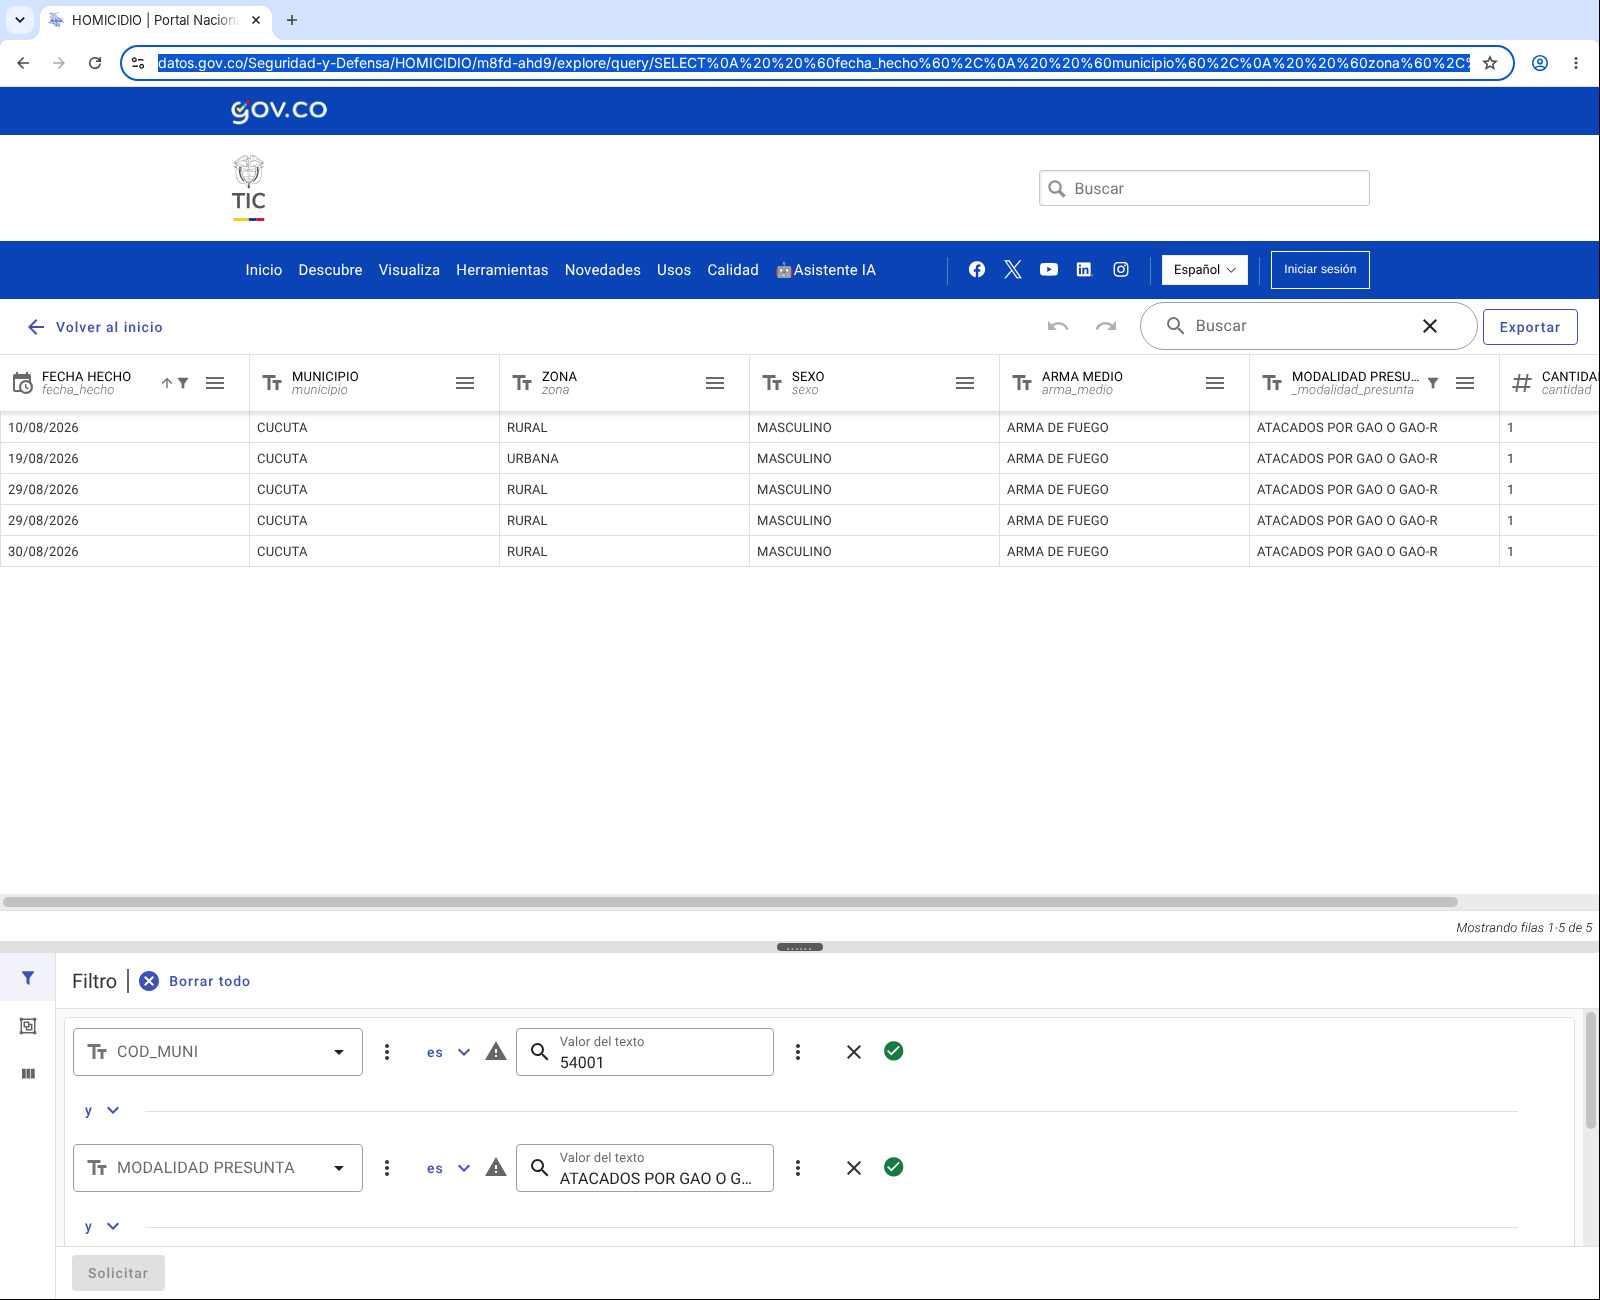 HOMICIDIO | Portal Nacion
datos.gov.co/Seguridad-y-Defensa/HOMICIDIO/m8fd-ahd9/explore/query/SELECT%0A%20%20%60fecha_hecho%60%2C%0A%20%20%60municipio%60%2C%0A%20%20%60zona%60%2C%
GOV.CO
TIC
Buscar
Inicio Descubre Visualiza Herramientas Novedades Usos Calidad 🤖Asistente IA Español Iniciar sesión
Volver al inicio Buscar Exportar
FECHA HECHO MUNICIPIO ZONA SEXO ARMA MEDIO MODALIDAD PRESU... CANTIDA
fecha_hecho municipio zona sexo arma_medio _modalidad_presunta cantidad
10/08/2026 CUCUTA RURAL MASCULINO ARMA DE FUEGO ATACADOS POR GAO O GAO-R 1
19/08/2026 CUCUTA URBANA MASCULINO ARMA DE FUEGO ATACADOS POR GAO O GAO-R 1
29/08/2026 CUCUTA RURAL MASCULINO ARMA DE FUEGO ATACADOS POR GAO O GAO-R 1
29/08/2026 CUCUTA RURAL MASCULINO ARMA DE FUEGO ATACADOS POR GAO O GAO-R 1
30/08/2026 CUCUTA RURAL MASCULINO ARMA DE FUEGO ATACADOS POR GAO O GAO-R 1
Mostrando filas 1-5 de 5
Filtro | Borrar todo
COD_MUNI es Valor del texto
54001
y
MODALIDAD PRESUNTA es Valor del texto
ATACADOS POR GAO O G...
y
Solicitar